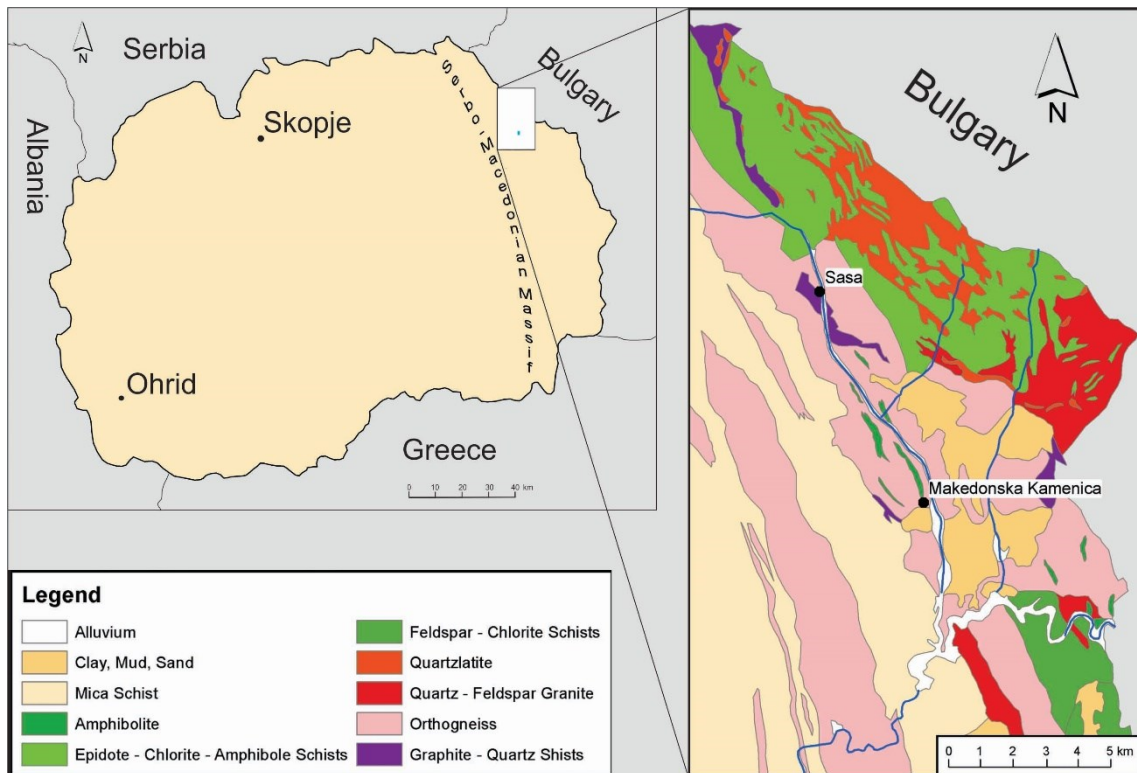 N
Serbia
Bulgary
Albania
Skopje
Serbo-Macedonian Massif
Ohrid
Greece
0 10 20 30 40 km
Legend
Alluvium
Clay, Mud, Sand
Mica Schist
Amphibolite
Epidote - Chlorite - Amphibole Schists
Feldspar - Chlorite Schists
Quartzlatite
Quartz - Feldspar Granite
Orthogneiss
Graphite - Quartz Shists
Bulgary
N
Sasa
Makedonska Kamenica
0 1 2 3 4 5 km